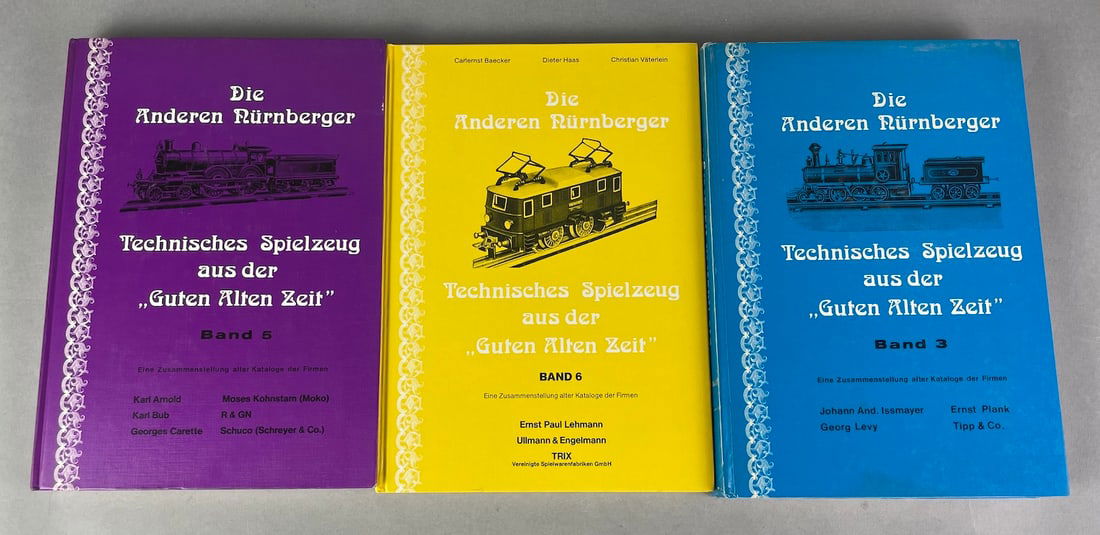 Die
Anderen Nürnberger
Technisches Spielzeug
aus der
„Guten Alten Zeit”
Band 5
Eine Zusammenstellung alter Kataloge der Firmen
Karl Arnold Moses Kohnstam (Moko)
Karl Bub R & GN
Georges Carette Schuco (Schreyer & Co.)
Carlernst Baecker Dieter Haas Christian Väterlein
Die
Anderen Nürnberger
Technisches Spielzeug
aus der
„Guten Alten Zeit”
BAND 6
Eine Zusammenstellung alter Kataloge der Firmen
Ernst Paul Lehmann
Ullmann & Engelmann
TRIX
Vereinigte Spielwarenfabriken GmbH
Die
Anderen Nürnberger
Technisches Spielzeug
aus der
„Guten Alten Zeit”
Band 3
Eine Zusammenstellung alter Kataloge der Firmen
Johann And. Issmayer Ernst Plank
Georg Levy Tipp & Co.